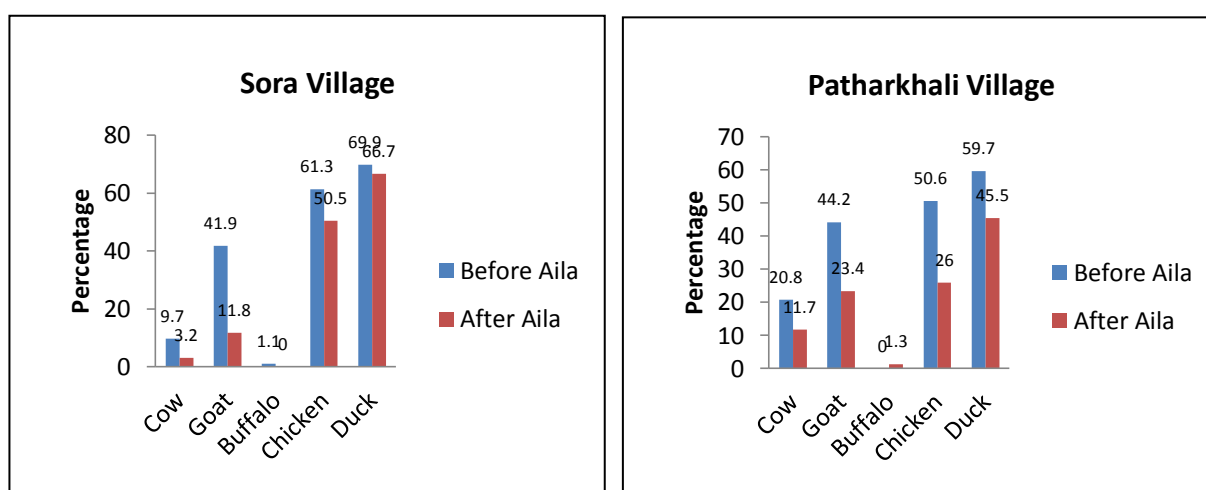 Sora Village
Percentage
80
60
40
20
0
9.7
3.2
41.9
11.8
1.1
0
61.3
50.5
69.9
66.7
Cow
Goat
Buffalo
Chicken
Duck
Before Aila
After Aila
Patharkhali Village
Percentage
70
60
50
40
30
20
10
0
20.8
11.7
44.2
23.4
0
1.3
50.6
26
59.7
45.5
Cow
Goat
Buffalo
Chicken
Duck
Before Aila
After Aila